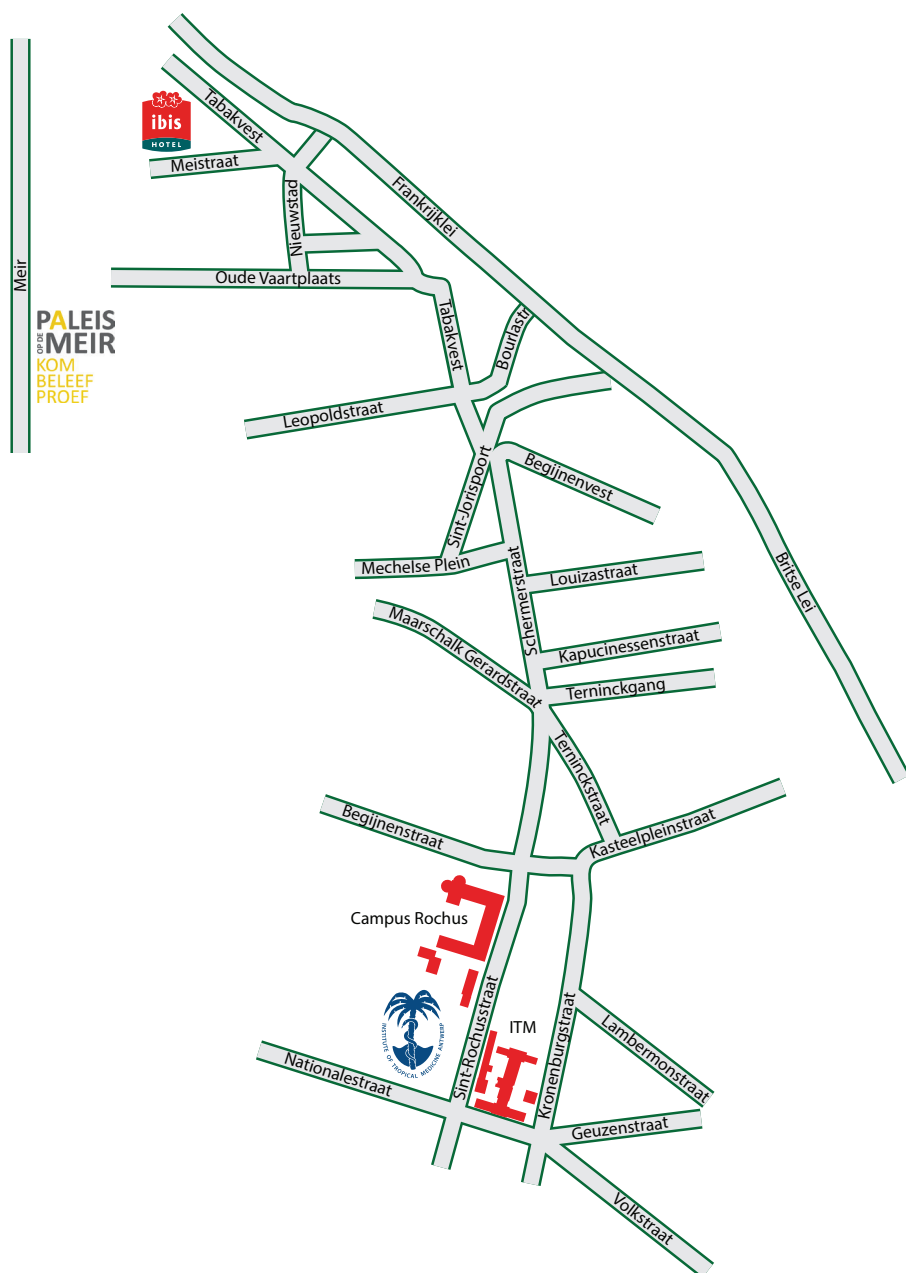 Tabakvest
ibis
HOTEL
Meistraat
Frankrijklei
Nieuwstad
Meir
Oude Vaartplaats
PALEIS
OP DE MEIR
KOM
BELEEF
PROEF
Tabakvest
Bourlastr
Leopoldstraat
Sint-Jorispoort
Begijnenvest
Mechelse Plein
Schermerstraat
Louizastraat
Britse Lei
Maarschalk Gerardstraat
Kapucinessenstraat
Terninckgang
Terninckstraat
Begijnenstraat
Kasteelpleinstraat
Campus Rochus
Sint-Rochusstraat
ITM
INSTITUTE OF TROPICAL MEDICINE ANTWERP
Kronenburgstraat
Lambermonstraat
Nationalestraat
Geuzenstraat
Volkstraat